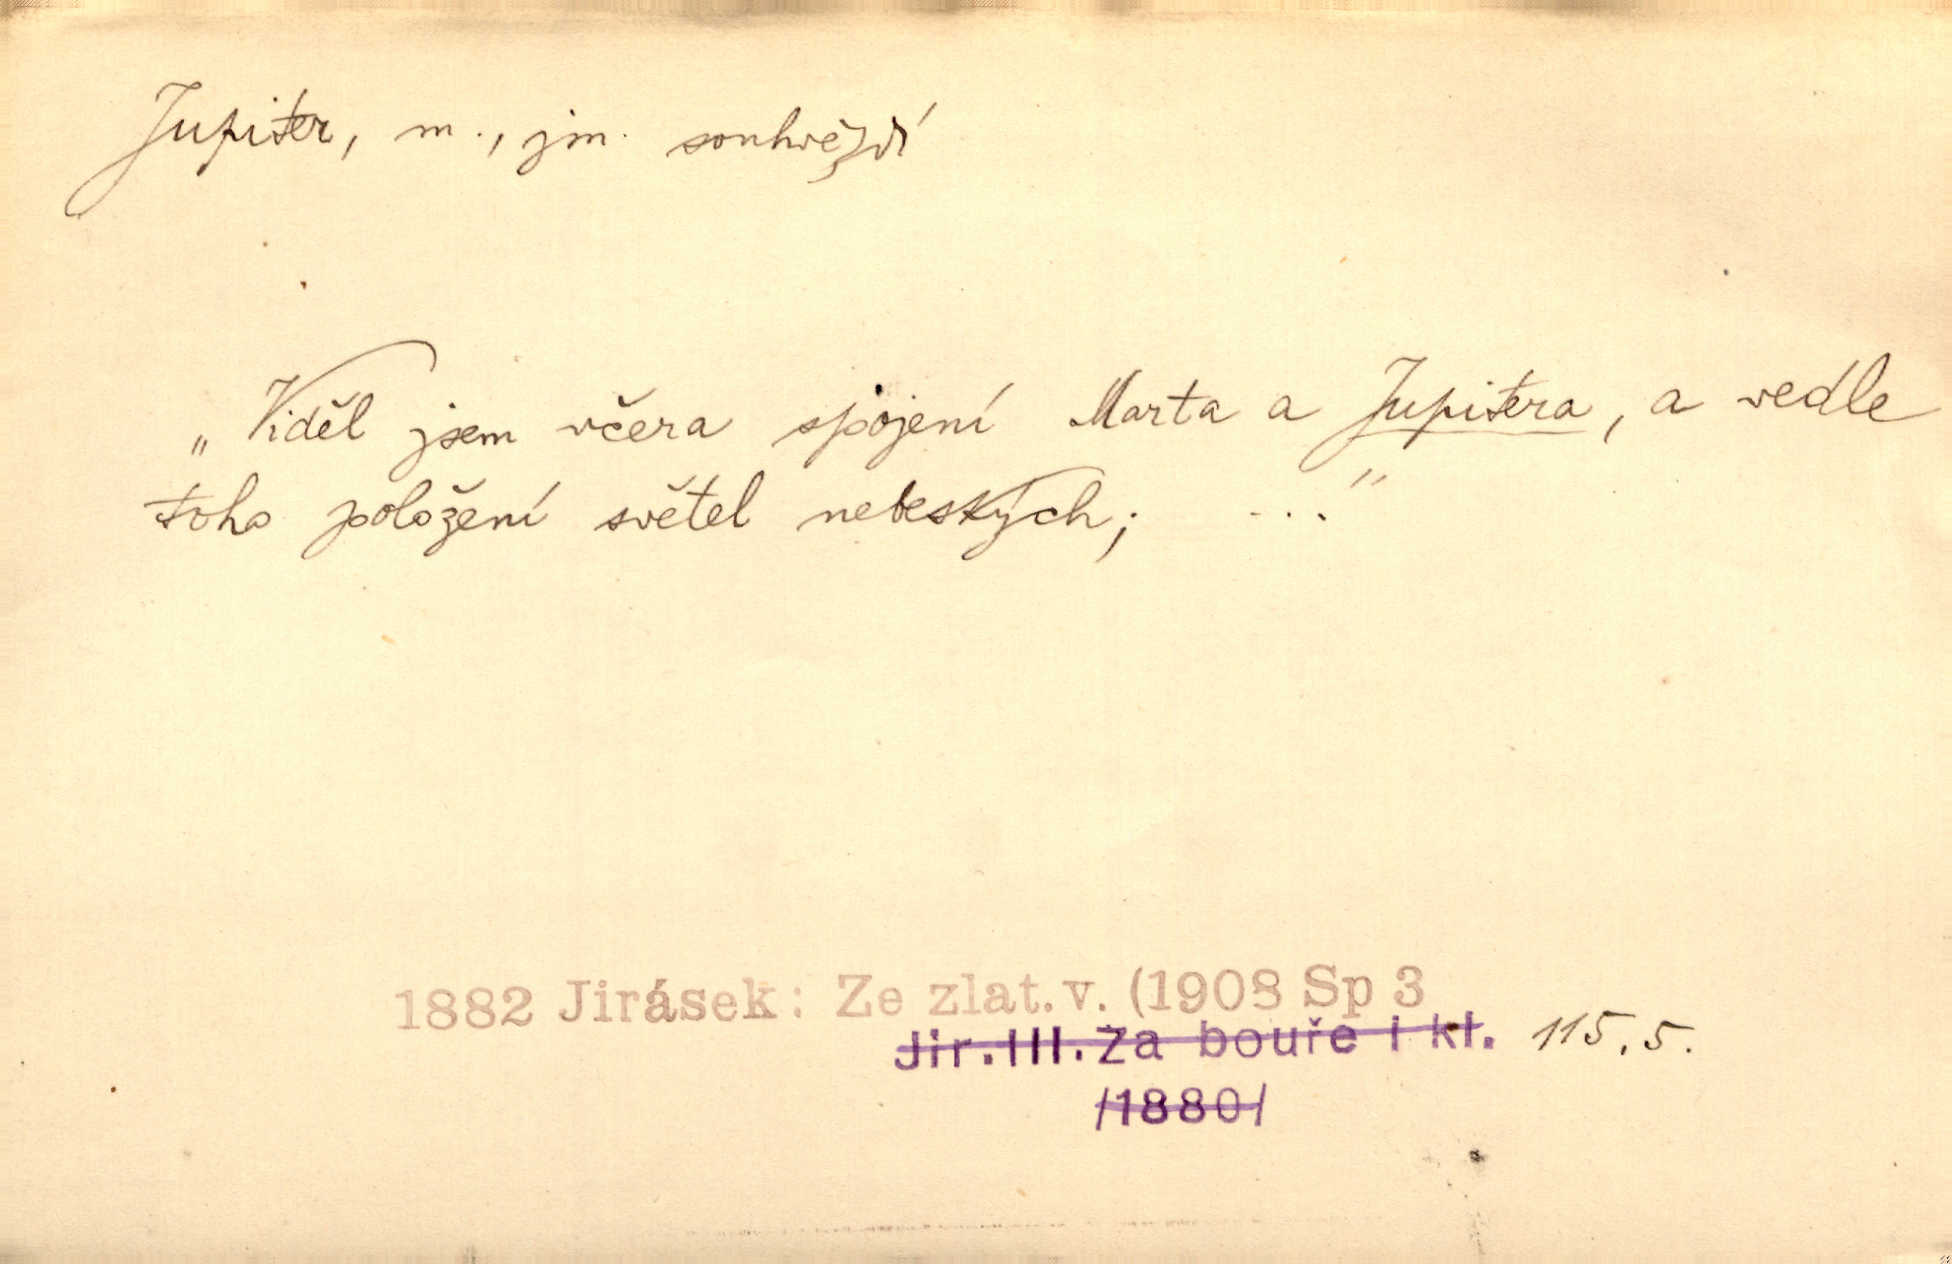 Jupiter, m., jm. souhvězdí
„Viděl jsem včera spojení Marta a Jupitera, a vedle
toho položení světel nebeských; ..."
1882 Jirásek: Ze zlat. v. (1908 Sp 3
Jir. III. Za bouře i kl. 115, 5.
/1880/